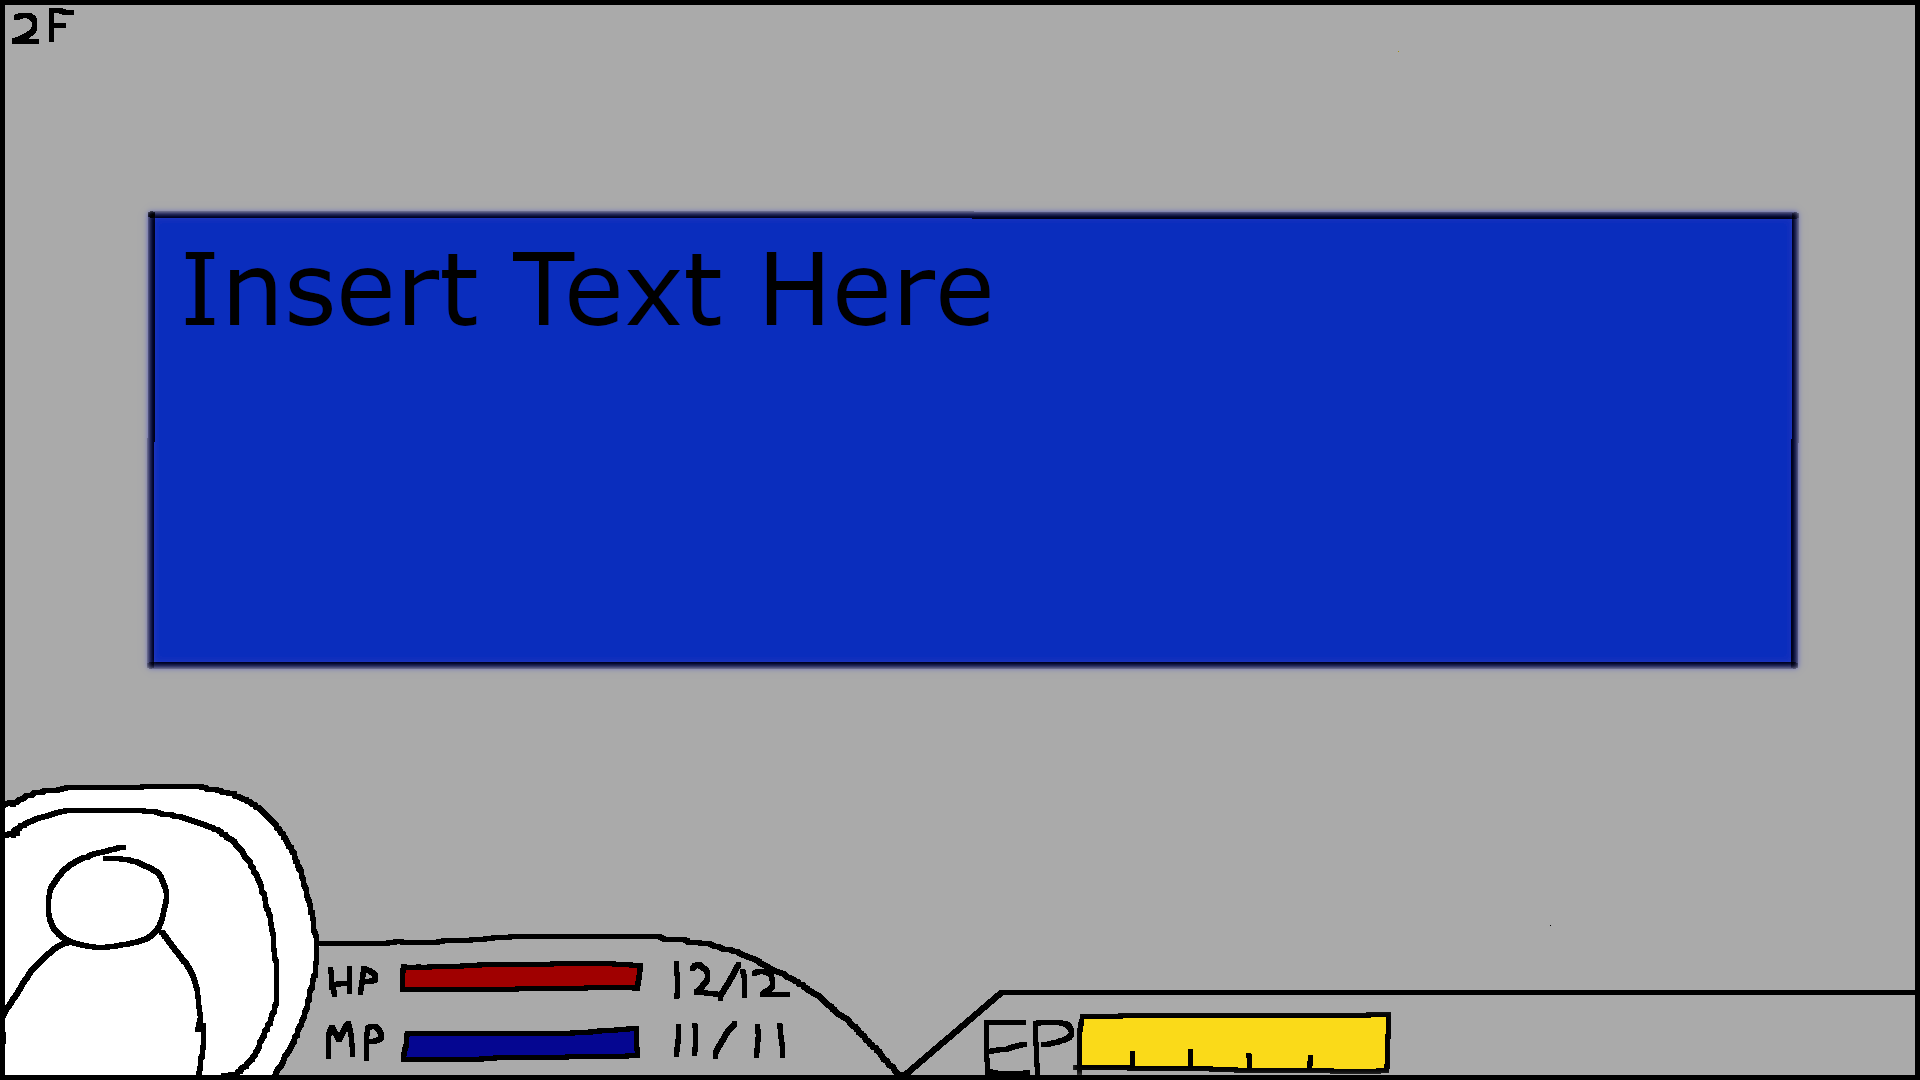 2F
Insert Text Here
HP 12/12
MP 11/11
EP